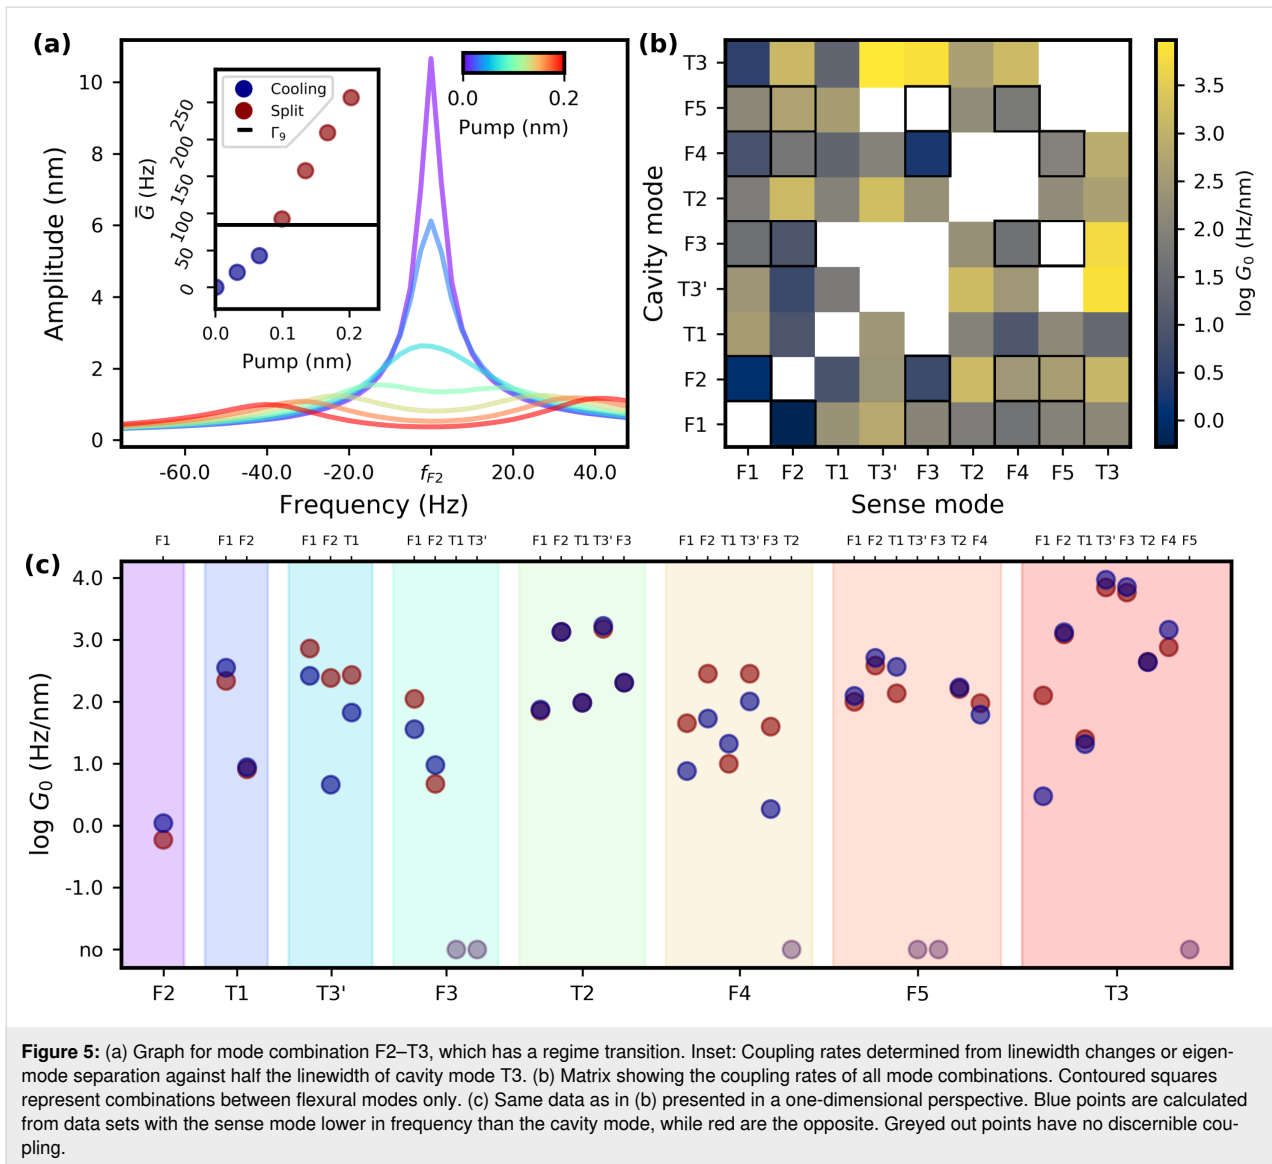 (a)
10
8
6
4
2
0
Amplitude (nm)
-60.0 -40.0 -20.0 fF2 20.0 40.0
Frequency (Hz)
Cooling
Split
Γ9
250
200
150
100
50
0
G̅ (Hz)
0.0 0.1 0.2
Pump (nm)
0.0 0.2
Pump (nm)
(b)
Cavity mode
T3
F5
F4
T2
F3
T3'
T1
F2
F1
F1 F2 T1 T3' F3 T2 F4 F5 T3
Sense mode
3.5
3.0
2.5
2.0
1.5
1.0
0.5
0.0
log G0 (Hz/nm)
(c)
F1 F1 F2 F1 F2 T1 F1 F2 T1 T3' F1 F2 T1 T3' F3 F1 F2 T1 T3' F3 T2 F1 F2 T1 T3' F3 T2 F4 F1 F2 T1 T3' F3 T2 F4 F5
4.0
3.0
2.0
1.0
0.0
-1.0
no
log G0 (Hz/nm)
F2 T1 T3' F3 T2 F4 F5 T3
Figure 5: (a) Graph for mode combination F2–T3, which has a regime transition. Inset: Coupling rates determined from linewidth changes or eigen-
mode separation against half the linewidth of cavity mode T3. (b) Matrix showing the coupling rates of all mode combinations. Contoured squares
represent combinations between flexural modes only. (c) Same data as in (b) presented in a one-dimensional perspective. Blue points are calculated
from data sets with the sense mode lower in frequency than the cavity mode, while red are the opposite. Greyed out points have no discernible cou-
pling.